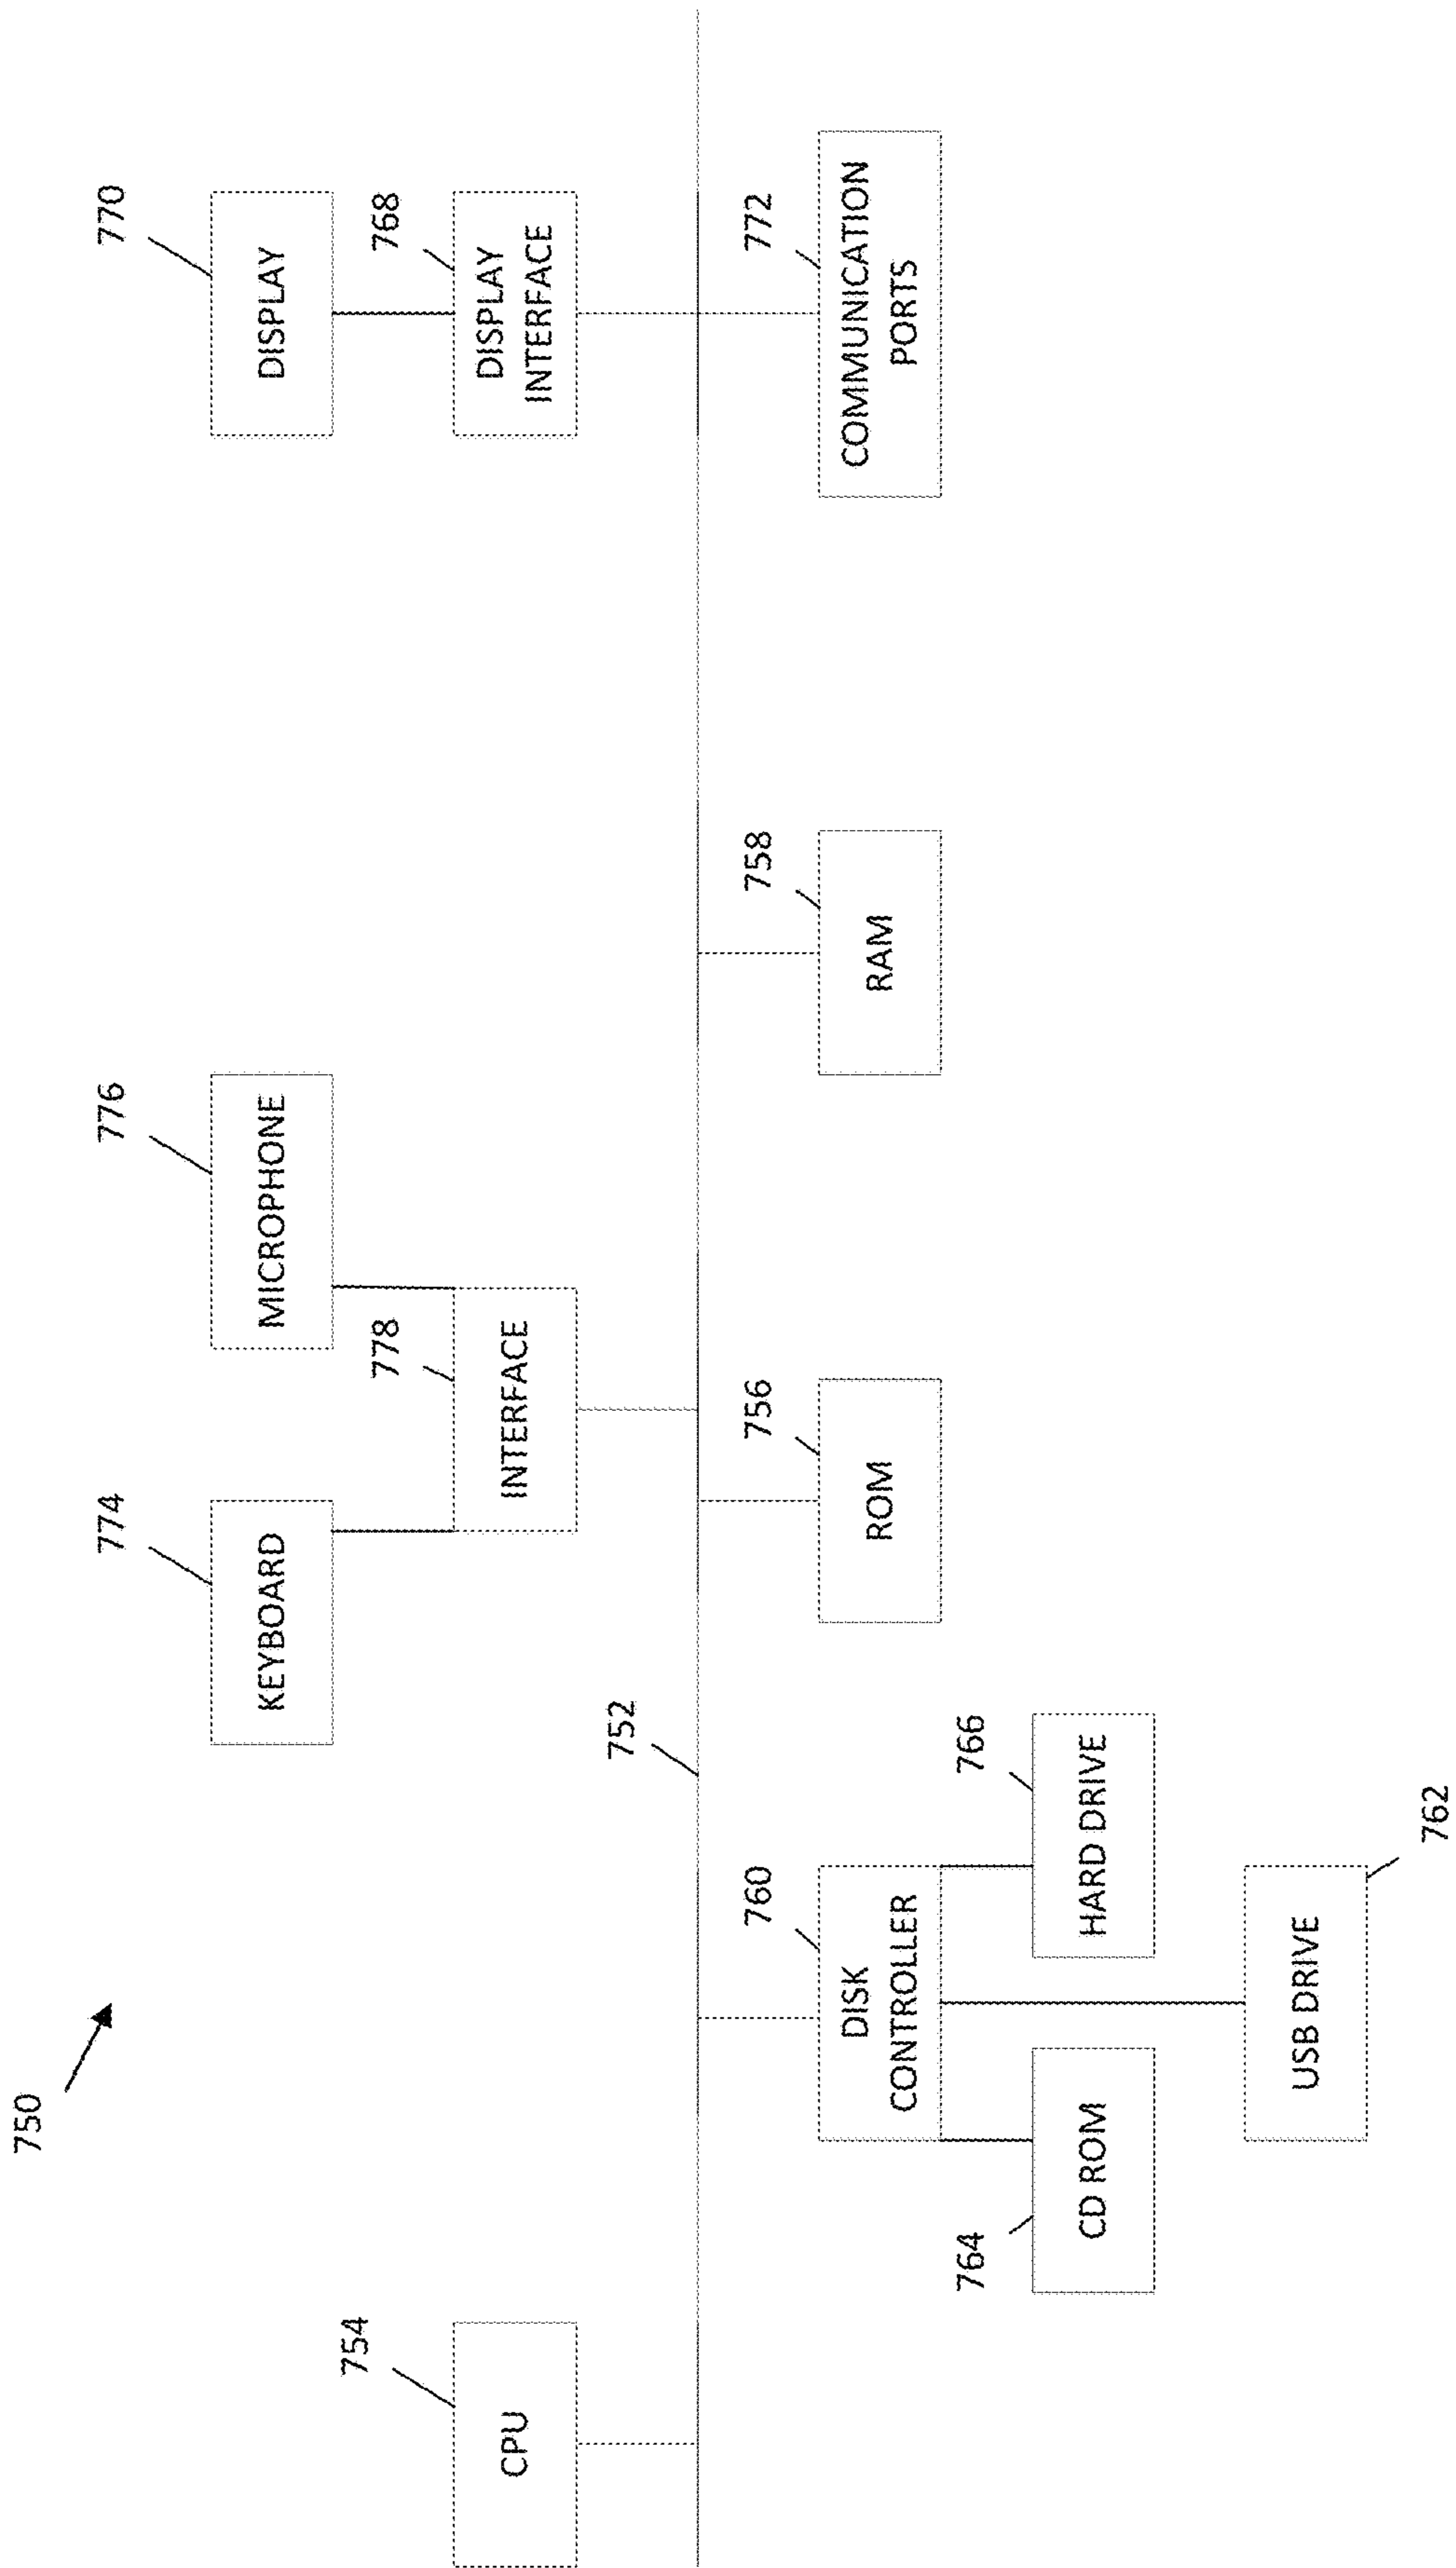 750
774
776
770
KEYBOARD
MICROPHONE
DISPLAY
754
778
768
CPU
INTERFACE
DISPLAY
INTERFACE
752
760
756
758
772
DISK
CONTROLLER
ROM
RAM
COMMUNICATION
PORTS
764
766
CD ROM
HARD DRIVE
USB DRIVE
762